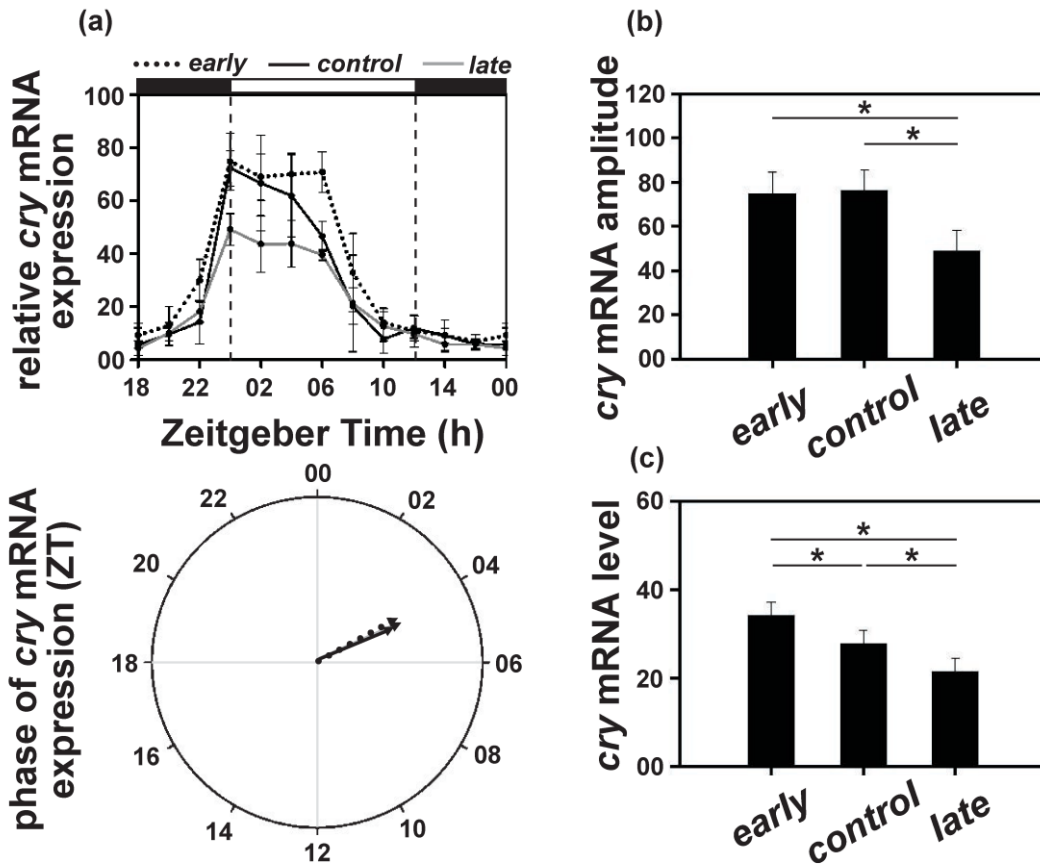 (a)
early control late
relative cry mRNA
expression
100
80
60
40
20
00
18 22 02 06 10 14 00
Zeitgeber Time (h)
phase of cry mRNA
expression (ZT)
00
22 02
20 04
18 06
16 08
14 10
12
(b)
cry mRNA amplitude
120
100
80
60
40
20
00
*
*
early control late
(c)
cry mRNA level
60
40
20
00
*
* *
early control late